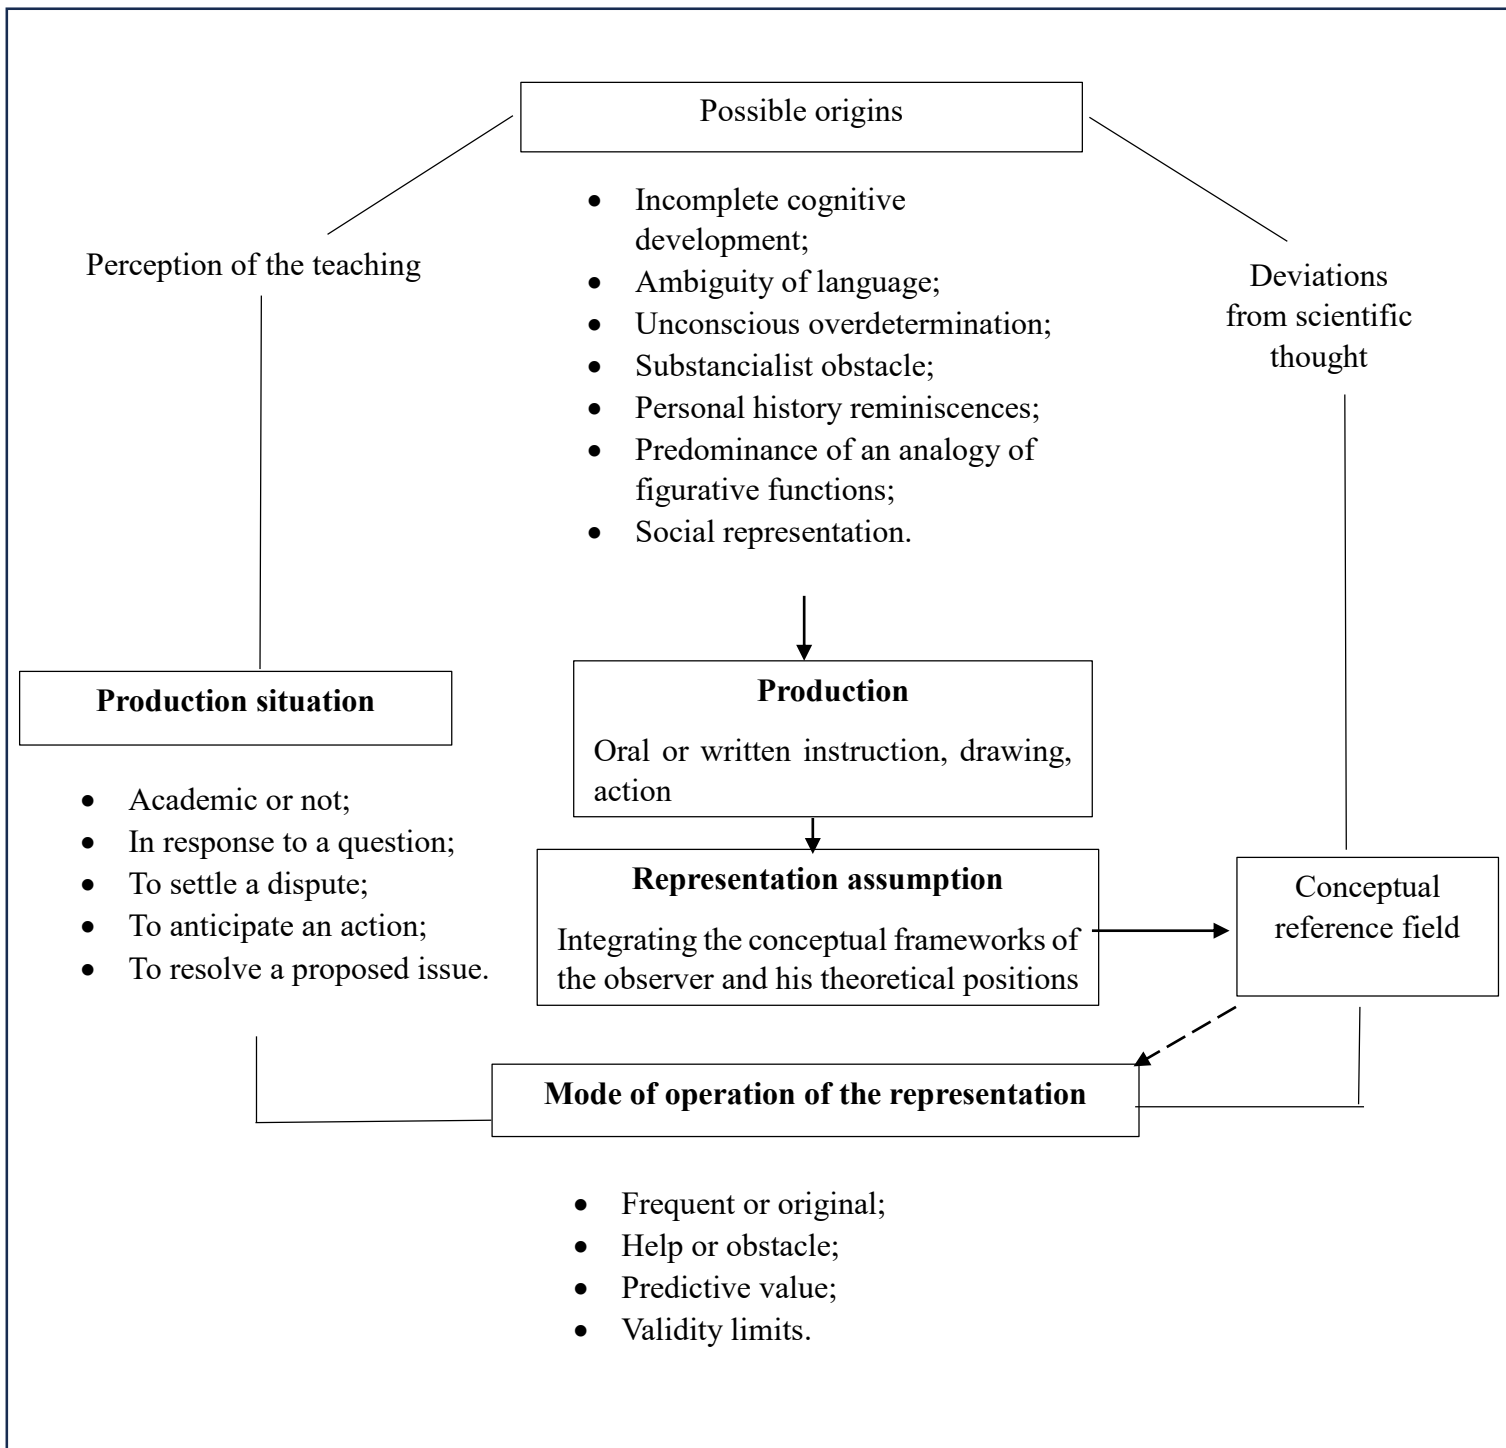 Possible origins
• Incomplete cognitive
development;
• Ambiguity of language;
• Unconscious overdetermination;
• Substancialist obstacle;
• Personal history reminiscences;
• Predominance of an analogy of
figurative functions;
• Social representation.
Perception of the teaching
Deviations
from scientific
thought
Production situation
• Academic or not;
• In response to a question;
• To settle a dispute;
• To anticipate an action;
• To resolve a proposed issue.
Production
Oral or written instruction, drawing,
action
Representation assumption
Integrating the conceptual frameworks of
the observer and his theoretical positions
Conceptual
reference field
Mode of operation of the representation
• Frequent or original;
• Help or obstacle;
• Predictive value;
• Validity limits.